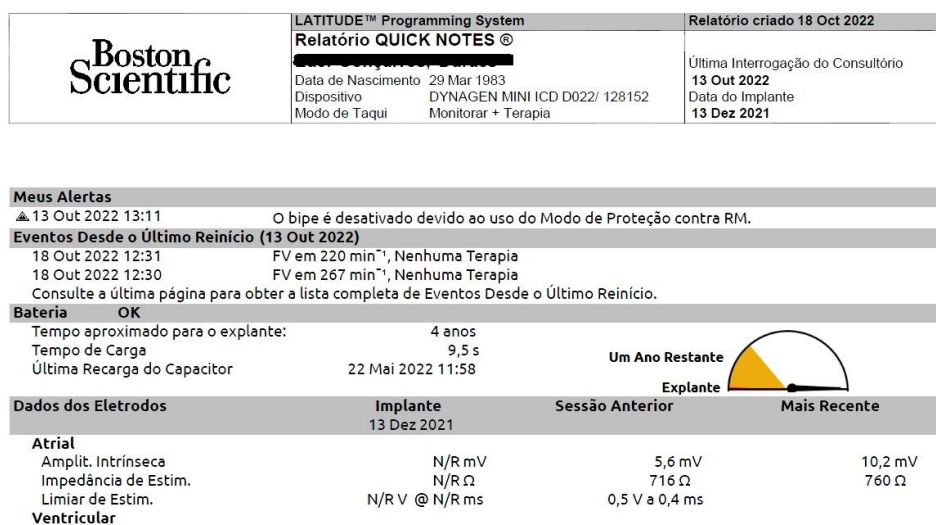 Boston
Scientific
LATITUDE™ Programming System
Relatório QUICK NOTES ®
Data de Nascimento 29 Mar 1983
Dispositivo DYNAGEN MINI ICD D022/ 128152
Modo de Taqui Monitorar + Terapia
Relatório criado 18 Oct 2022
Última Interrogação do Consultório
13 Out 2022
Data do Implante
13 Dez 2021
Meus Alertas
13 Out 2022 13:11 O bipe é desativado devido ao uso do Modo de Proteção contra RM.
Eventos Desde o Último Reinício (13 Out 2022)
18 Out 2022 12:31 FV em 220 min⁻¹, Nenhuma Terapia
18 Out 2022 12:30 FV em 267 min⁻¹, Nenhuma Terapia
Consulte a última página para obter a lista completa de Eventos Desde o Último Reinício.
Bateria OK
Tempo aproximado para o explante: 4 anos
Tempo de Carga 9,5 s
Última Recarga do Capacitor 22 Mai 2022 11:58
Um Ano Restante
Explante
Dados dos Eletrodos Implante Sessão Anterior Mais Recente
13 Dez 2021
Atrial
Amplit. Intrínseca N/R mV 5,6 mV 10,2 mV
Impedância de Estim. N/R Ω 716 Ω 760 Ω
Limiar de Estim. N/R V @ N/R ms 0,5 V a 0,4 ms
Ventricular